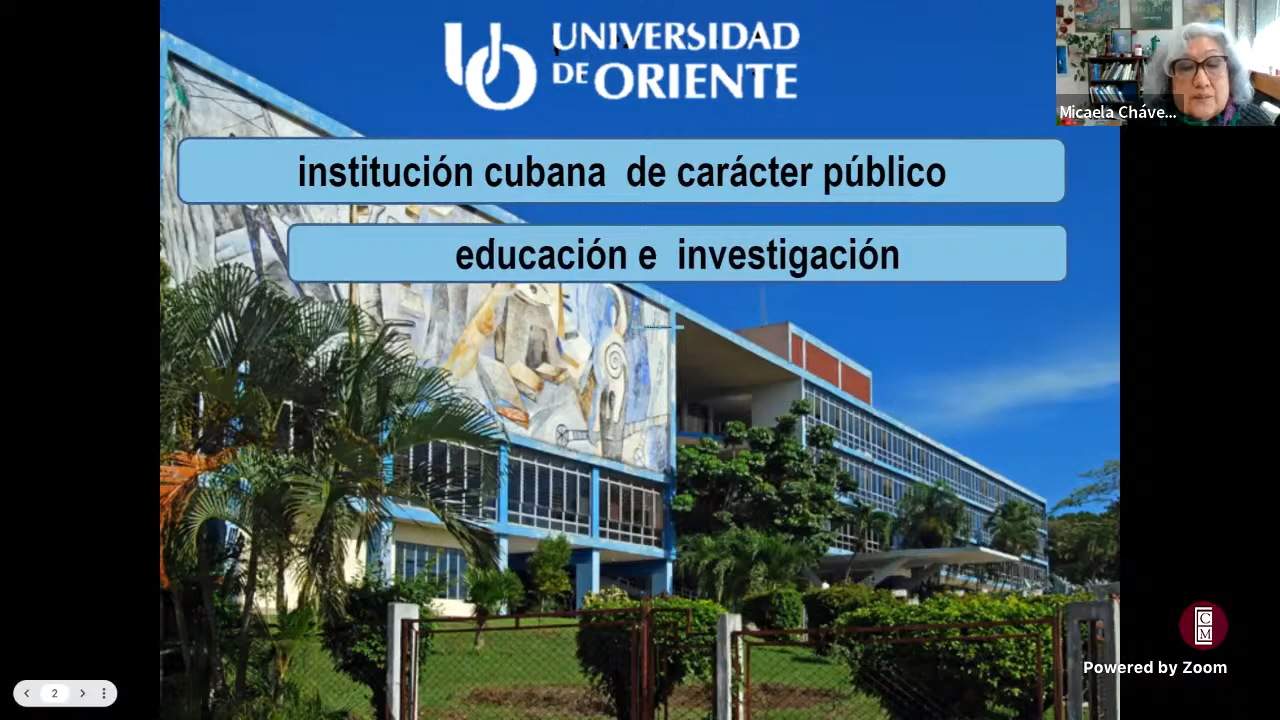 UNIVERSIDAD
DE ORIENTE
institución cubana de carácter público
educación e investigación
Micaela Cháve...
2
C
M
Powered by Zoom